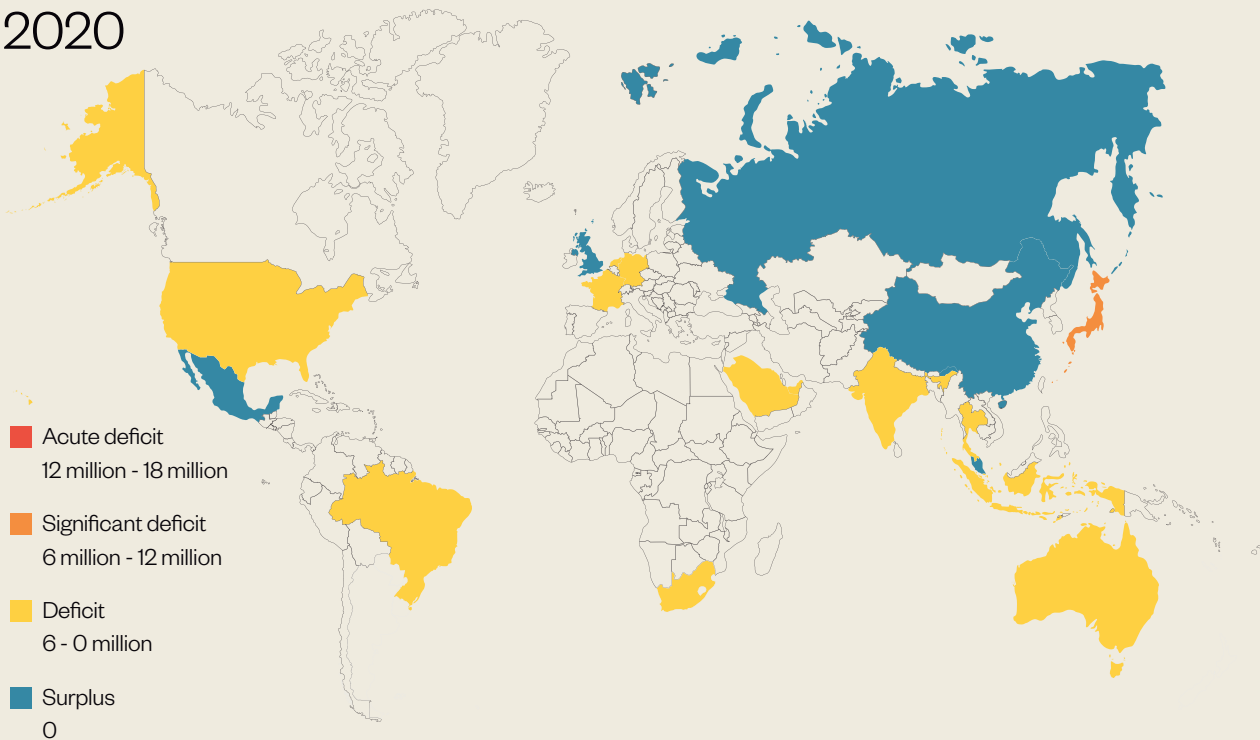 2020
Acute deficit
12 million - 18 million
Significant deficit
6 million - 12 million
Deficit
6 - 0 million
Surplus
0